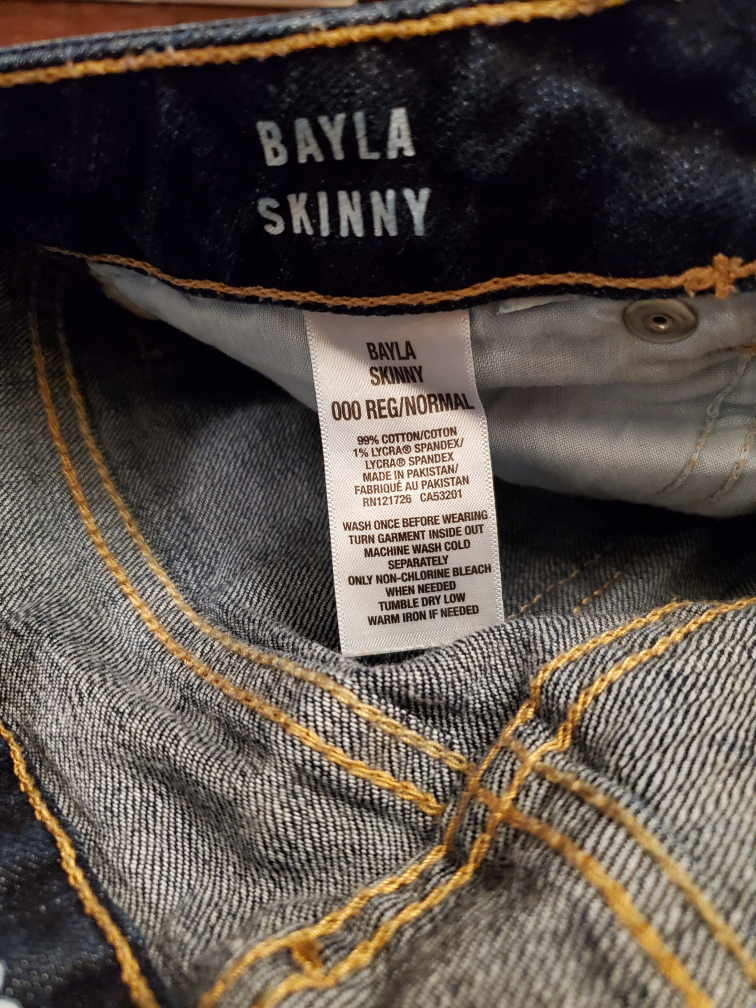 BAYLA
SKINNY
BAYLA
SKINNY
000 REG/NORMAL
99% COTTON/COTON
1% LYCRA® SPANDEX/
LYCRA® SPANDEX
MADE IN PAKISTAN/
FABRIQUÉ AU PAKISTAN
RN121726 CA53201
WASH ONCE BEFORE WEARING
TURN GARMENT INSIDE OUT
MACHINE WASH COLD
SEPARATELY
ONLY NON-CHLORINE BLEACH
WHEN NEEDED
TUMBLE DRY LOW
WARM IRON IF NEEDED